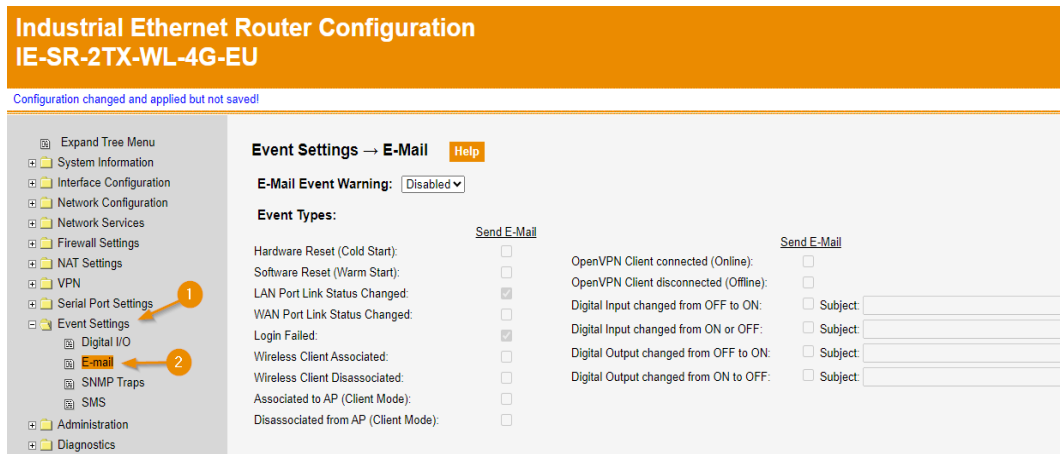 Industrial Ethernet Router Configuration
IE-SR-2TX-WL-4G-EU
Configuration changed and applied but not saved!
Expand Tree Menu
System Information
Interface Configuration
Network Configuration
Network Services
Firewall Settings
NAT Settings
VPN
Serial Port Settings
1
Event Settings
Digital I/O
E-mail
2
SNMP Traps
SMS
Administration
Diagnostics
Event Settings → E-Mail Help
E-Mail Event Warning: Disabled
Event Types:
Send E-Mail
Hardware Reset (Cold Start):
Software Reset (Warm Start):
LAN Port Link Status Changed:
WAN Port Link Status Changed:
Login Failed:
Wireless Client Associated:
Wireless Client Disassociated:
Associated to AP (Client Mode):
Disassociated from AP (Client Mode):
Send E-Mail
OpenVPN Client connected (Online):
OpenVPN Client disconnected (Offline):
Digital Input changed from OFF to ON: Subject:
Digital Input changed from ON or OFF: Subject:
Digital Output changed from OFF to ON: Subject:
Digital Output changed from ON to OFF: Subject: